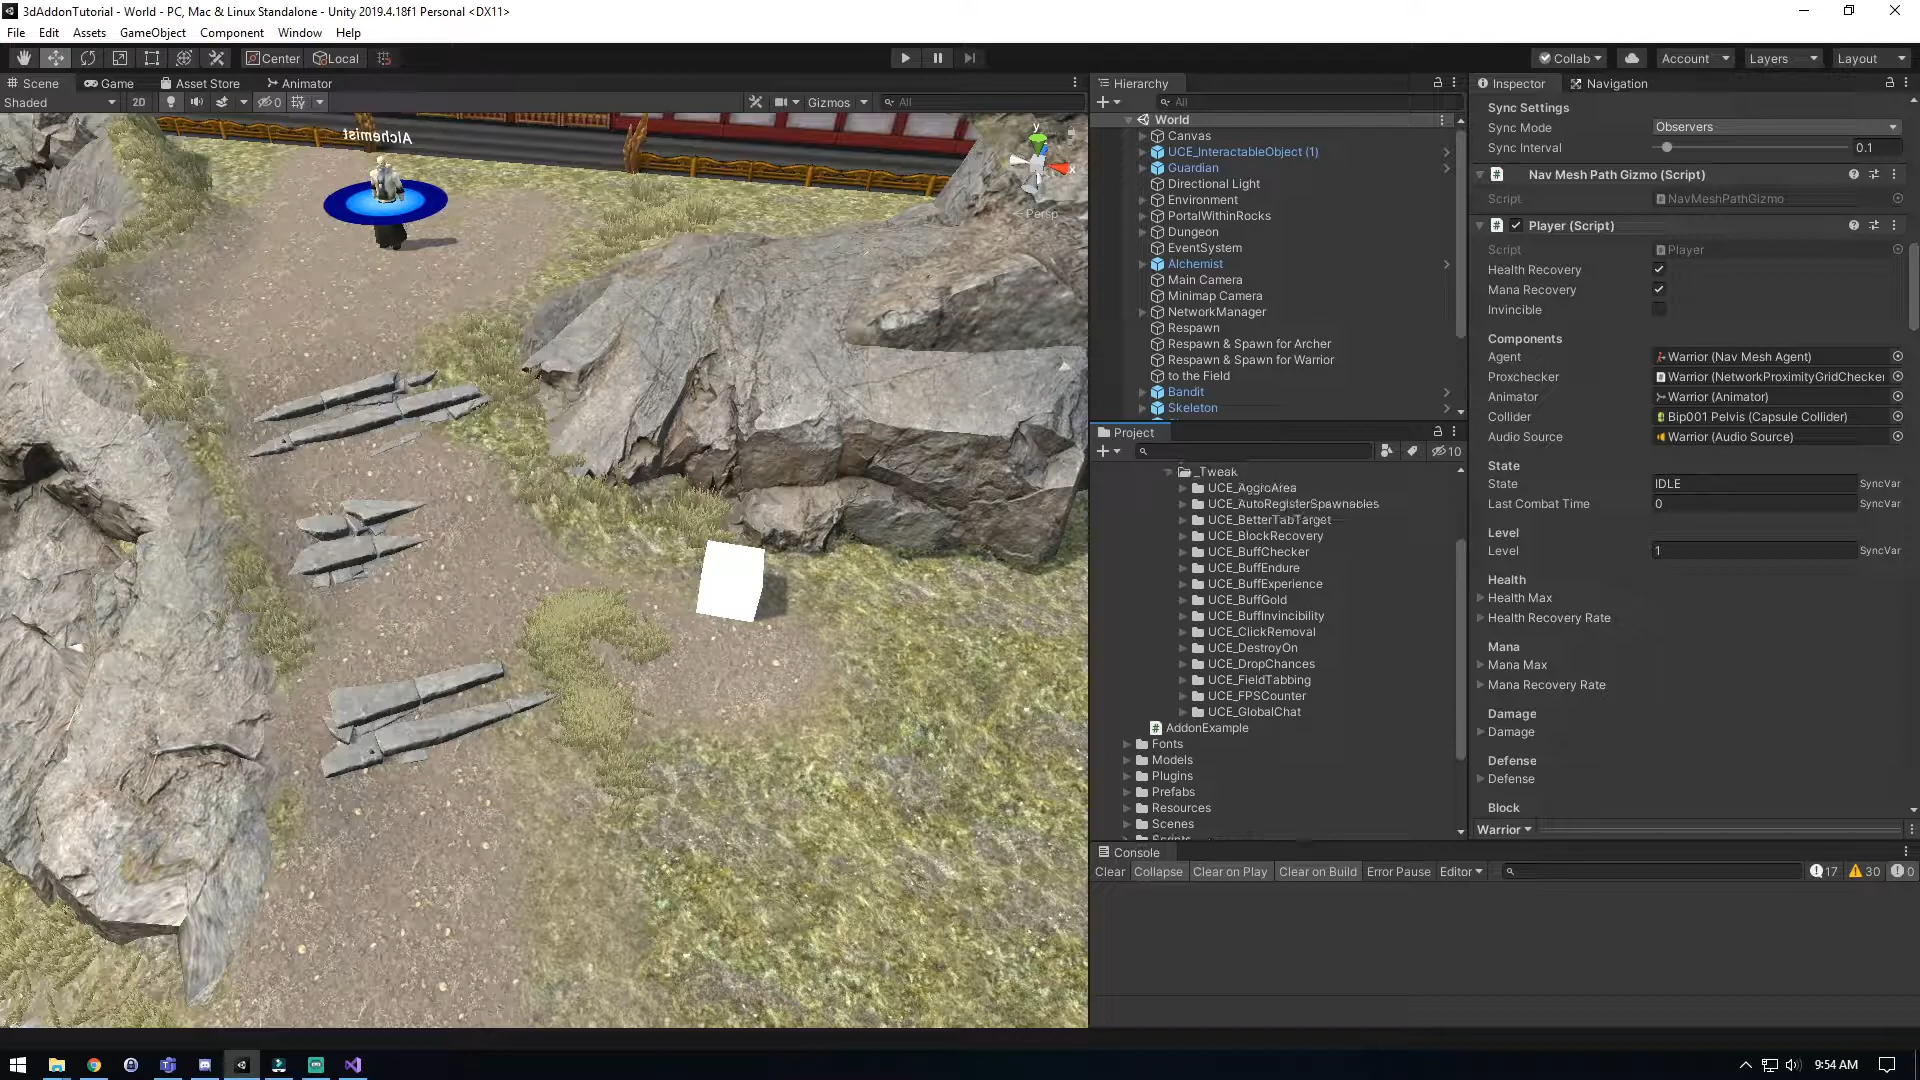 3dAddonTutorial - World - PC, Mac & Linux Standalone - Unity 2019.4.18f1 Personal <DX11>
File Edit Assets GameObject Component Window Help
Center Local
Collab Account Layers Layout
Scene Game Asset Store Animator
Shaded 2D 0 Gizmos All
Alchemist
y
x
Persp
Hierarchy
All
World
Canvas
UCE_InteractableObject (1)
Guardian
Directional Light
Environment
PortalWithinRocks
Dungeon
EventSystem
Alchemist
Main Camera
Minimap Camera
NetworkManager
Respawn
Respawn & Spawn for Archer
Respawn & Spawn for Warrior
to the Field
Bandit
Skeleton
Project
10
_Tweak
UCE_AggroArea
UCE_AutoRegisterSpawnables
UCE_BetterTabTarget
UCE_BlockRecovery
UCE_BuffChecker
UCE_BuffEndure
UCE_BuffExperience
UCE_BuffGold
UCE_BuffInvincibility
UCE_ClickRemoval
UCE_DestroyOn
UCE_DropChances
UCE_FieldTabbing
UCE_FPSCounter
UCE_GlobalChat
AddonExample
Fonts
Models
Plugins
Prefabs
Resources
Scenes
Scripts
Inspector Navigation
Sync Settings
Sync Mode Observers
Sync Interval 0.1
Nav Mesh Path Gizmo (Script)
Script NavMeshPathGizmo
Player (Script)
Script Player
Health Recovery
Mana Recovery
Invincible
Components
Agent Warrior (Nav Mesh Agent)
Proxchecker Warrior (NetworkProximityGridChecker
Animator Warrior (Animator)
Collider Bip001 Pelvis (Capsule Collider)
Audio Source Warrior (Audio Source)
State
State IDLE SyncVar
Last Combat Time 0 SyncVar
Level
Level 1 SyncVar
Health
Health Max
Health Recovery Rate
Mana
Mana Max
Mana Recovery Rate
Damage
Damage
Defense
Defense
Block
Warrior
Console
Clear Collapse Clear on Play Clear on Build Error Pause Editor 17 30 0
9:54 AM